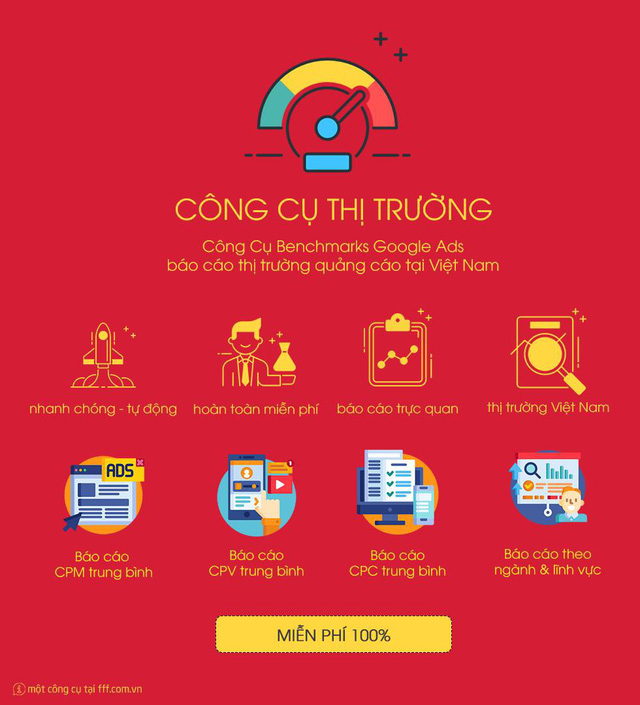 CÔNG CỤ THỊ TRƯỜNG
Công Cụ Benchmarks Google Ads
báo cáo thị trường quảng cáo tại Việt Nam
nhanh chóng - tự động
hoàn toàn miễn phí
báo cáo trực quan
thị trường Việt Nam
ADS
Báo cáo
CPM trung bình
Báo cáo
CPV trung bình
Báo cáo
CPC trung bình
Báo cáo theo
ngành & lĩnh vực
MIỄN PHÍ 100%
một công cụ tại fff.com.vn